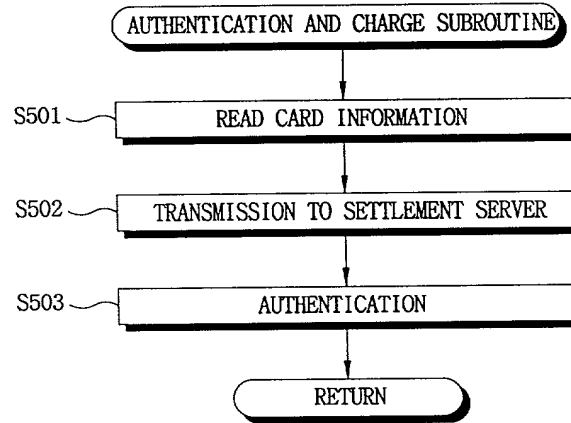 AUTHENTICATION AND CHARGE SUBROUTINE
S501 READ CARD INFORMATION
S502 TRANSMISSION TO SETTLEMENT SERVER
S503 AUTHENTICATION
RETURN